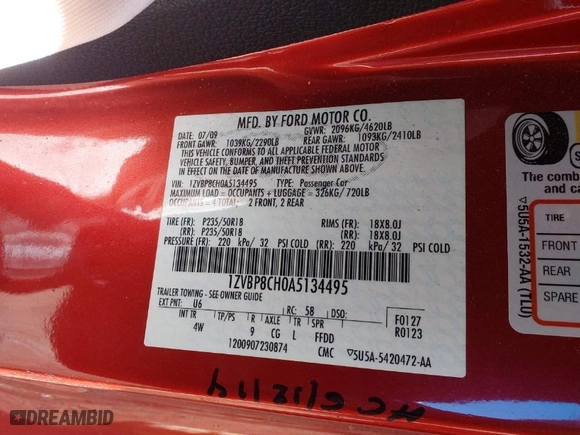 MFD. BY FORD MOTOR CO.
DATE: 07/09 GVWR: 2096KG/4620LB
FRONT GAWR: 1039KG/2290LB REAR GAWR: 1093KG/2410LB
THIS VEHICLE CONFORMS TO ALL APPLICABLE FEDERAL MOTOR
VEHICLE SAFETY, BUMPER, AND THEFT PREVENTION STANDARDS
IN EFFECT ON THE DATE OF MANUFACTURE SHOWN ABOVE.
VIN: 1ZVBP8CH0A5134495 TYPE: Passenger Car
MAXIMUM LOAD = OCCUPANTS + LUGGAGE = 326KG/720LB
OCCUPANTS = 4 TOTAL: 2 FRONT, 2 REAR
TIRE (FR): P235/50R18 RIMS (FR): 18X8.0J
(RR): P235/50R18 (RR): 18X8.0J
PRESSURE (FR): 220 kPa/ 32 PSI COLD (RR): 220 kPa/ 32 PSI COLD
1ZVBP8CH0A5134495
TRAILER TOWING - SEE OWNER GUIDE
EXT PNT: U6 RC: 58 DSO: F0127
R0123
INT TR TP/PS R AXLE TR SPR
4W 9 CG L FFDD
1200907230874 CMC ▽5U5A-5420472-AA
The comb
and ca
TIRE
FRONT
REAR
SPARE
▽5U5A-1532-AA (TLU)
DREAMBID